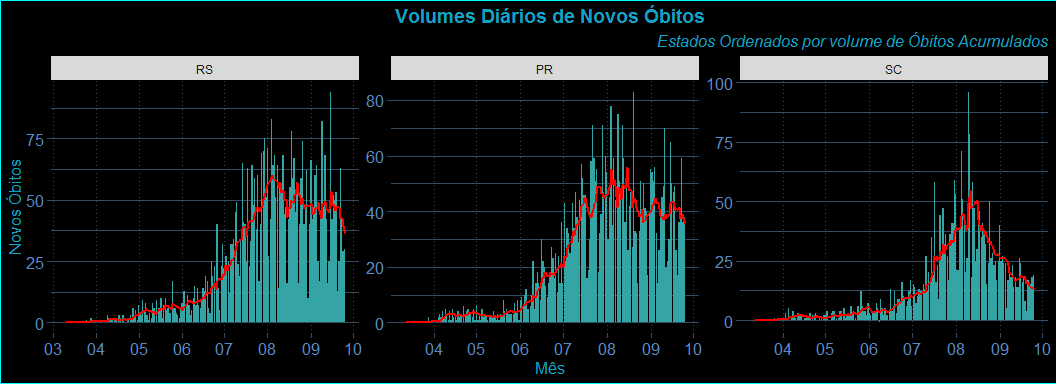 Volumes Diários de Novos Óbitos
Estados Ordenados por volume de Óbitos Acumulados
RS PR SC
Novos Óbitos
75
50
25
0
03 04 05 06 07 08 09 10
80
60
40
20
0
04 05 06 07 08 09 10
100
75
50
25
0
04 05 06 07 08 09 10
Mês